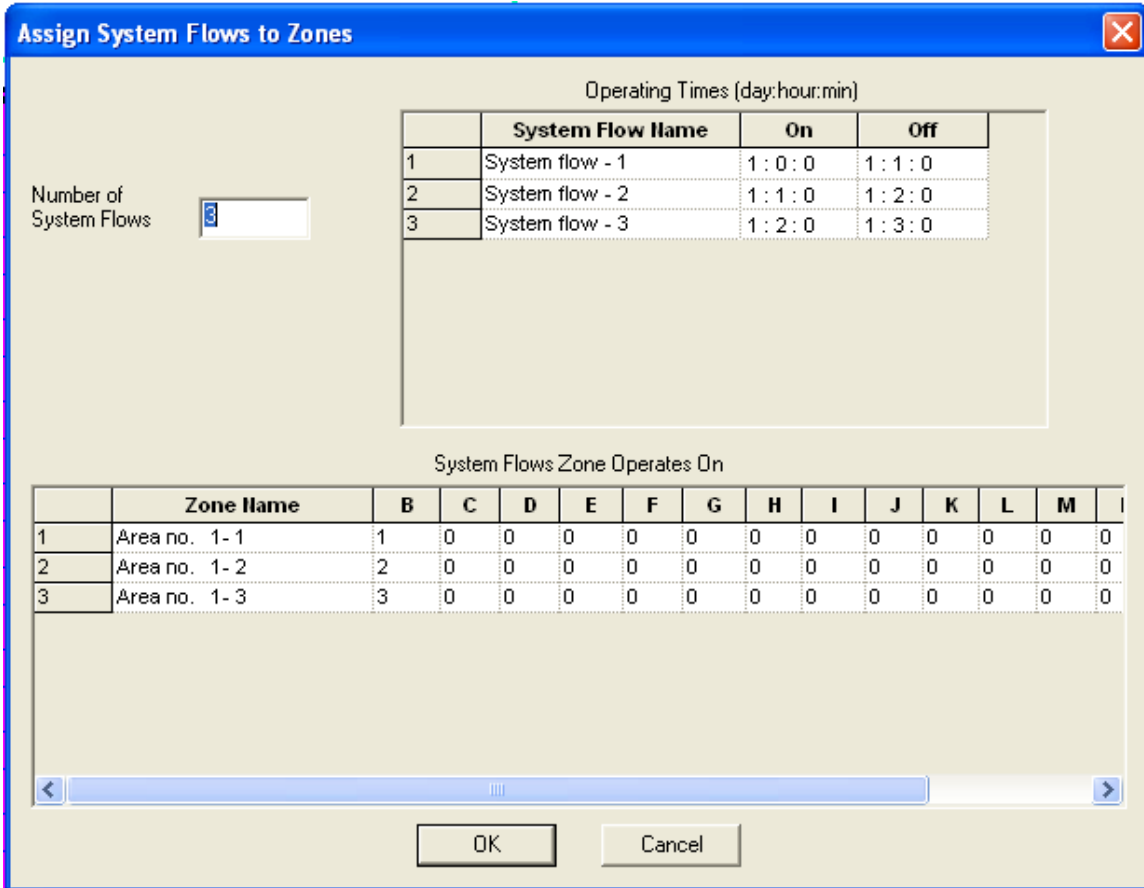 Assign System Flows to Zones
Operating Times (day:hour:min)
System Flow Name On Off
1 System flow - 1 1 : 0 : 0 1 : 1 : 0
2 System flow - 2 1 : 1 : 0 1 : 2 : 0
3 System flow - 3 1 : 2 : 0 1 : 3 : 0
Number of
System Flows 3
System Flows Zone Operates On
Zone Name B C D E F G H I J K L M
1 Area no. 1- 1 1 0 0 0 0 0 0 0 0 0 0 0 0
2 Area no. 1- 2 2 0 0 0 0 0 0 0 0 0 0 0 0
3 Area no. 1- 3 3 0 0 0 0 0 0 0 0 0 0 0 0
OK Cancel